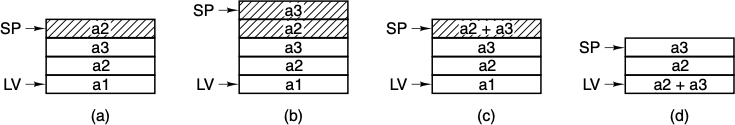 SP a2
a3
a2
LV a1
(a)
a3
SP a2
a3
a2
LV a1
(b)
SP a2 + a3
a3
a2
LV a1
(c)
SP a3
a2
LV a2 + a3
(d)